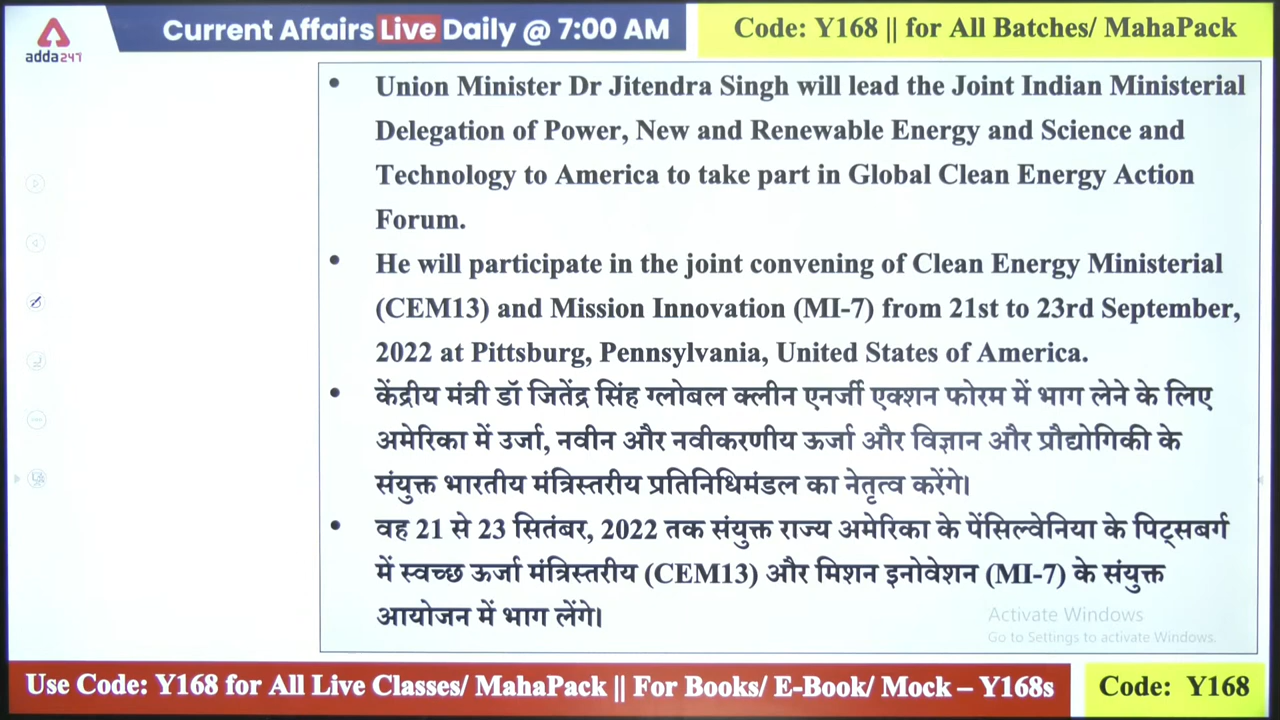 Current Affairs Live Daily @ 7:00 AM
Code: Y168 || for All Batches/ MahaPack
adda247
• Union Minister Dr Jitendra Singh will lead the Joint Indian Ministerial
Delegation of Power, New and Renewable Energy and Science and
Technology to America to take part in Global Clean Energy Action
Forum.
• He will participate in the joint convening of Clean Energy Ministerial
(CEM13) and Mission Innovation (MI-7) from 21st to 23rd September,
2022 at Pittsburg, Pennsylvania, United States of America.
• केंद्रीय मंत्री डॉ जितेंद्र सिंह ग्लोबल क्लीन एनर्जी एक्शन फोरम में भाग लेने के लिए
अमेरिका में उर्जा, नवीन और नवीकरणीय ऊर्जा और विज्ञान और प्रौद्योगिकी के
संयुक्त भारतीय मंत्रिस्तरीय प्रतिनिधिमंडल का नेतृत्व करेंगे।
• वह 21 से 23 सितंबर, 2022 तक संयुक्त राज्य अमेरिका के पेंसिल्वेनिया के पिट्सबर्ग
में स्वच्छ ऊर्जा मंत्रिस्तरीय (CEM13) और मिशन इनोवेशन (MI-7) के संयुक्त
आयोजन में भाग लेंगे।
Activate Windows
Go to Settings to activate Windows.
Use Code: Y168 for All Live Classes/ MahaPack || For Books/ E-Book/ Mock – Y168s
Code: Y168